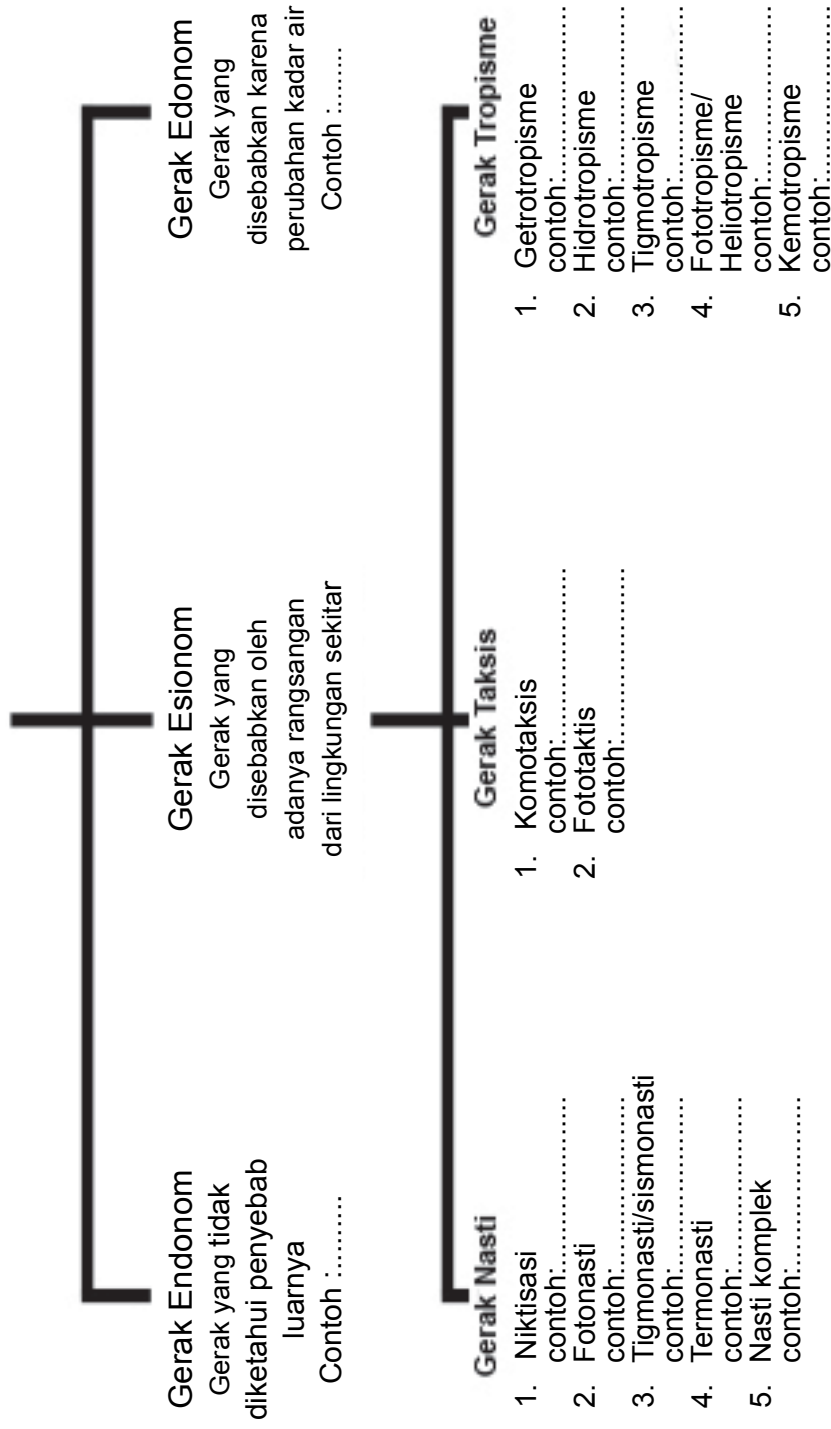 Gerak Endonom
Gerak yang tidak
diketahui penyebab
luarnya
Contoh :.........
Gerak Esionom
Gerak yang
disebabkan oleh
adanya rangsangan
dari lingkungan sekitar
Gerak Edonom
Gerak yang
disebabkan karena
perubahan kadar air
Contoh :........
Gerak Nasti
1. Niktisasi
contoh:........................
2. Fotonasti
contoh:........................
3. Tigmonasti/sismonasti
contoh:........................
4. Termonasti
contoh:........................
5. Nasti komplek
contoh:........................
Gerak Taksis
1. Komotaksis
contoh:........................
2. Fototaktis
contoh:........................
Gerak Tropisme
1. Getrotropisme
contoh:........................
2. Hidrotropisme
contoh:........................
3. Tigmotropisme
contoh:........................
4. Fototropisme/
Heliotropisme
contoh:........................
5. Kemotropisme
contoh:........................